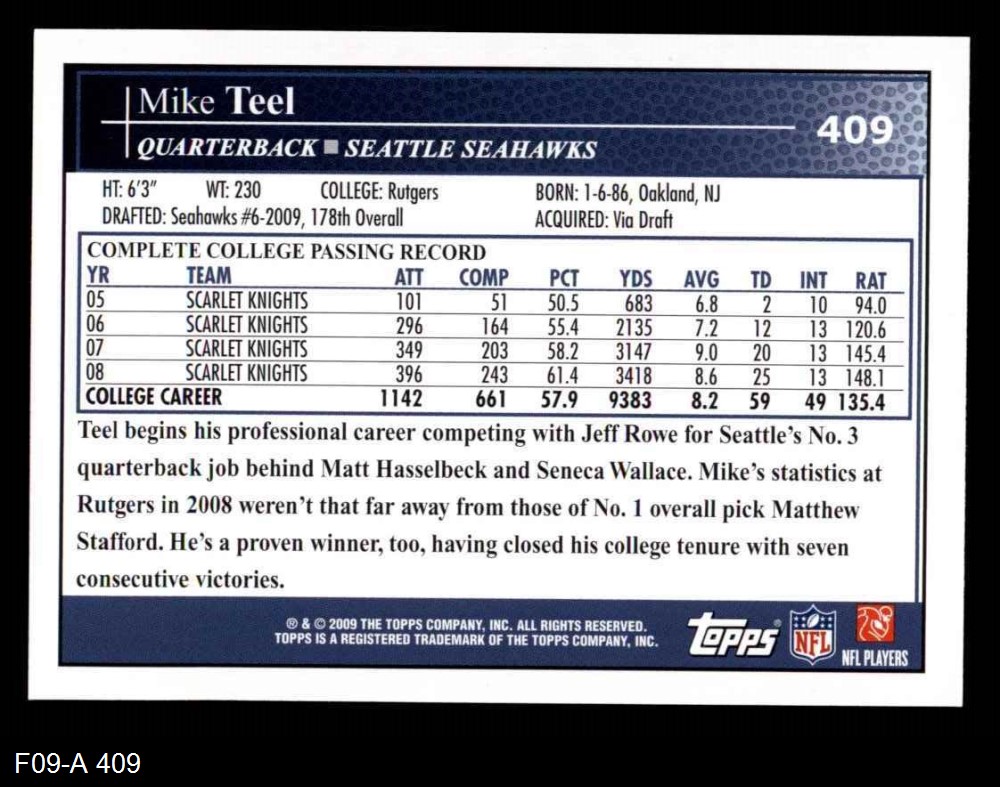 Mike Teel
409
QUARTERBACK ■ SEATTLE SEAHAWKS
HT: 6'3" WT: 230 COLLEGE: Rutgers BORN: 1-6-86, Oakland, NJ
DRAFTED: Seahawks #6-2009, 178th Overall ACQUIRED: Via Draft
COMPLETE COLLEGE PASSING RECORD
YR TEAM ATT COMP PCT YDS AVG TD INT RAT
05 SCARLET KNIGHTS 101 51 50.5 683 6.8 2 10 94.0
06 SCARLET KNIGHTS 296 164 55.4 2135 7.2 12 13 120.6
07 SCARLET KNIGHTS 349 203 58.2 3147 9.0 20 13 145.4
08 SCARLET KNIGHTS 396 243 61.4 3418 8.6 25 13 148.1
COLLEGE CAREER 1142 661 57.9 9383 8.2 59 49 135.4
Teel begins his professional career competing with Jeff Rowe for Seattle's No. 3
quarterback job behind Matt Hasselbeck and Seneca Wallace. Mike's statistics at
Rutgers in 2008 weren't that far away from those of No. 1 overall pick Matthew
Stafford. He's a proven winner, too, having closed his college tenure with seven
consecutive victories.
® & © 2009 THE TOPPS COMPANY, INC. ALL RIGHTS RESERVED.
TOPPS IS A REGISTERED TRADEMARK OF THE TOPPS COMPANY, INC.
Topps®
NFL
NFL PLAYERS
F09-A 409